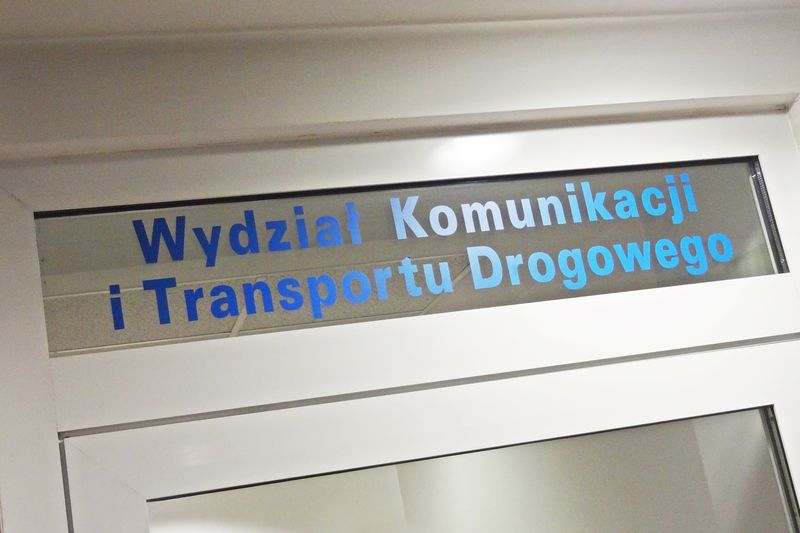 Wydział Komunikacji
i Transportu Drogowego